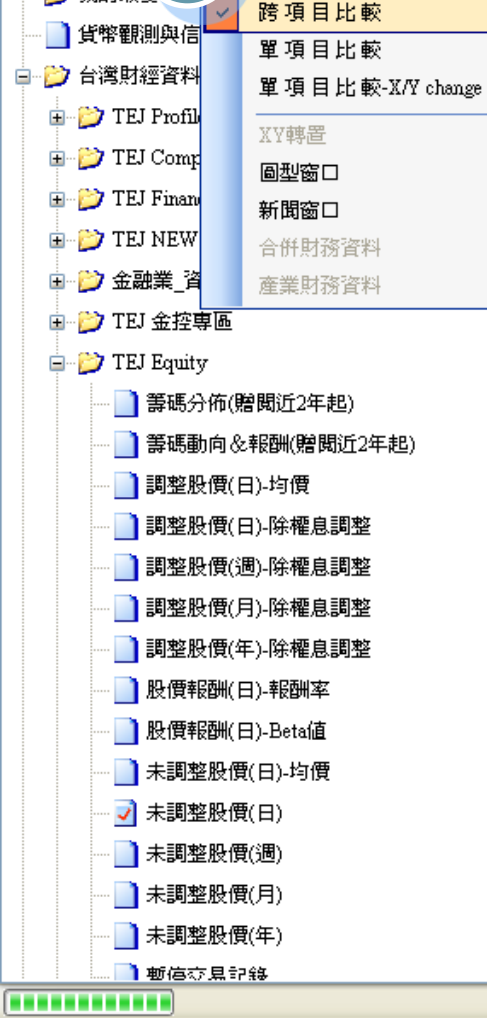 跨項目比較
貨幣觀測與信
單項目比較
台灣財經資料
單項目比較-X/Y change
TEJ Profil
XY轉置
TEJ Comp
圖型窗口
TEJ Finan
新聞窗口
TEJ NEW
合併財務資料
金融業_資
產業財務資料
TEJ 金控專區
TEJ Equity
籌碼分佈(贈閱近2年起)
籌碼動向&報酬(贈閱近2年起)
調整股價(日)-均價
調整股價(日)-除權息調整
調整股價(週)-除權息調整
調整股價(月)-除權息調整
調整股價(年)-除權息調整
股價報酬(日)-報酬率
股價報酬(日)-Beta值
未調整股價(日)-均價
未調整股價(日)
未調整股價(週)
未調整股價(月)
未調整股價(年)
暫停交易記錄